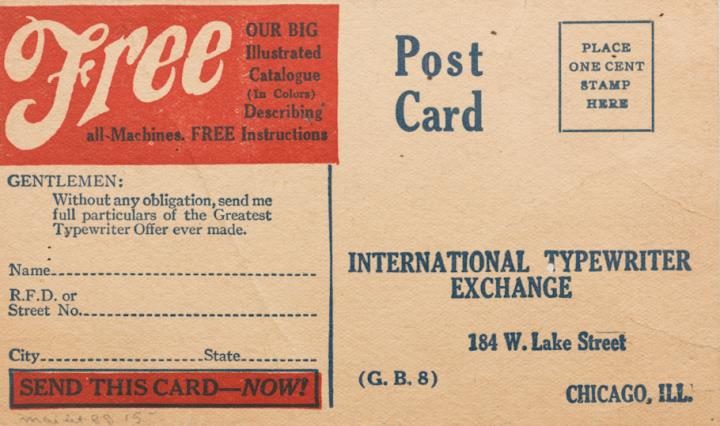 Free
OUR BIG
Illustrated
Catalogue
(In Colors)
Describing
all Machines. FREE Instructions
GENTLEMEN:
Without any obligation, send me
full particulars of the Greatest
Typewriter Offer ever made.
Name
R.F.D. or
Street No.
City State
SEND THIS CARD—NOW!
Post
Card
PLACE
ONE CENT
STAMP
HERE
INTERNATIONAL TYPEWRITER
EXCHANGE
184 W. Lake Street
(G. B. 8)
CHICAGO, ILL.